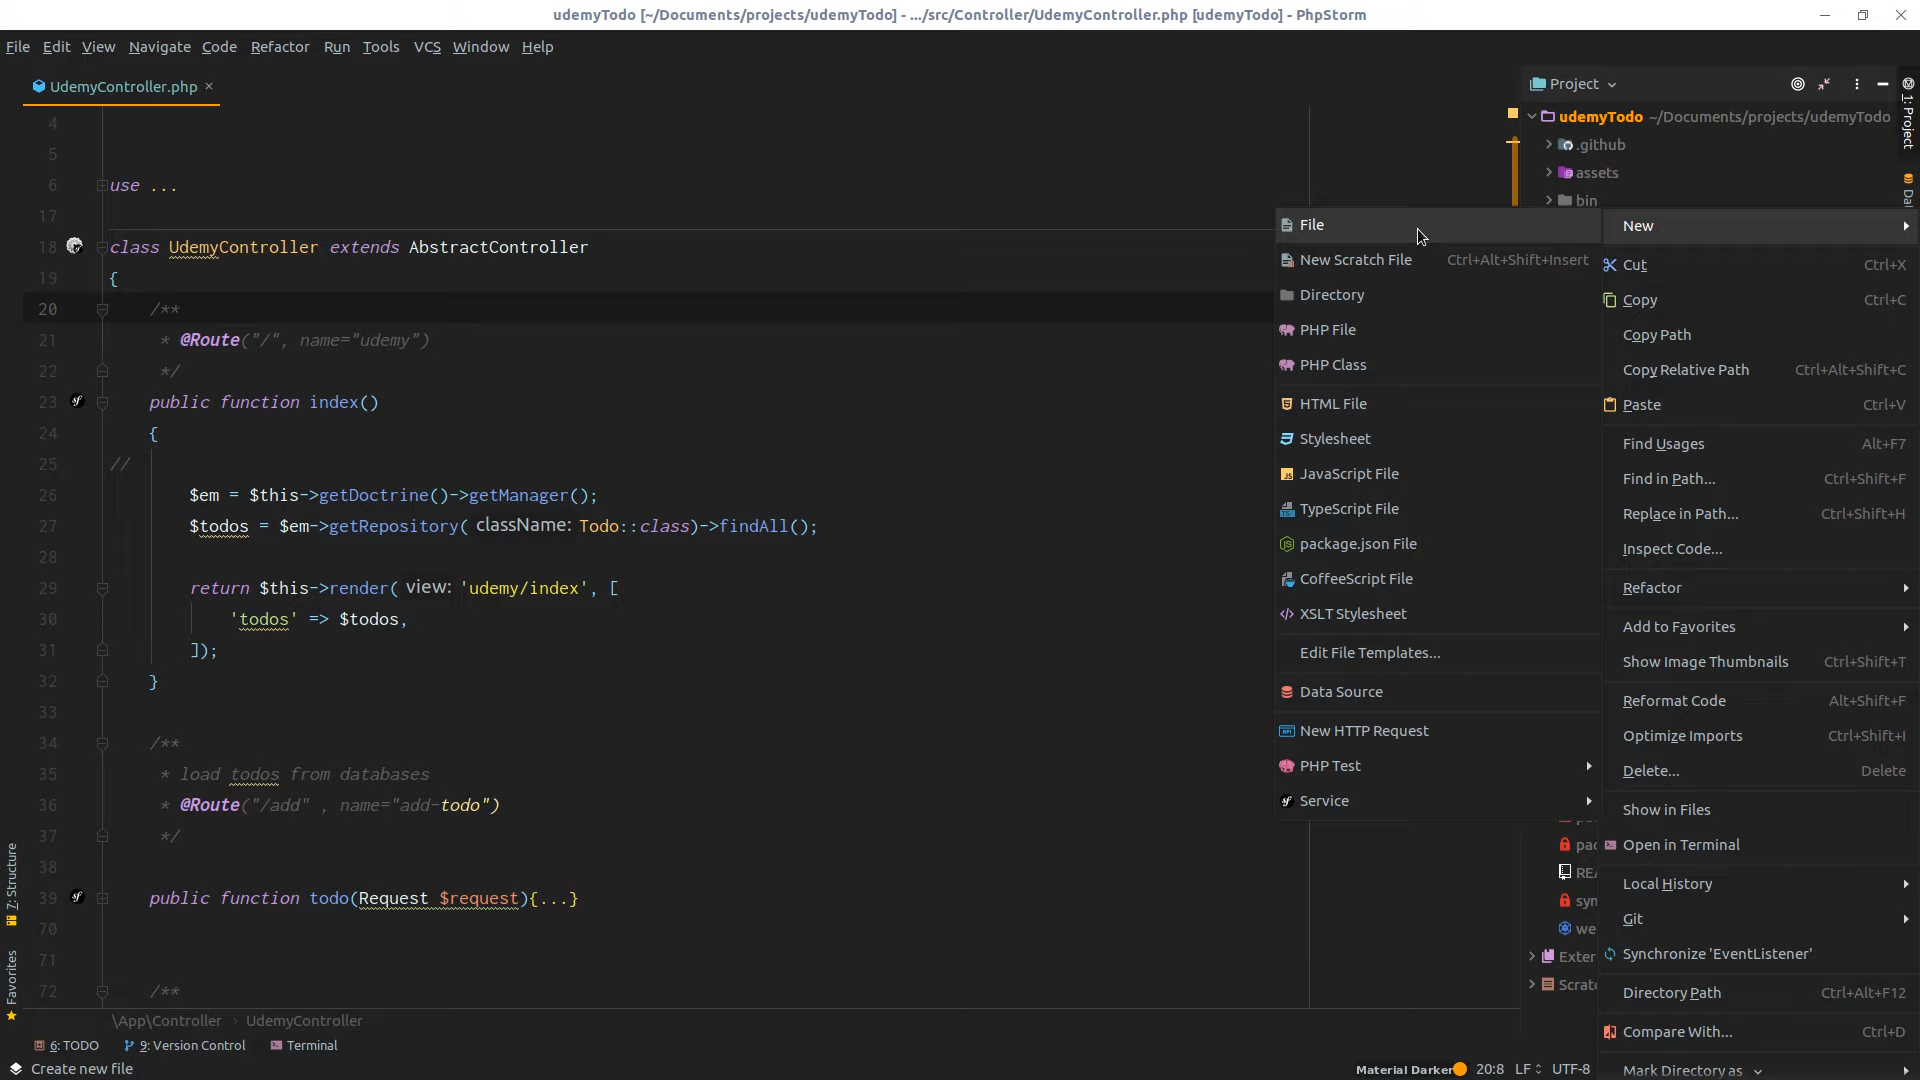 udemyTodo [~/Documents/projects/udemyTodo] - .../src/Controller/UdemyController.php [udemyTodo] - PhpStorm
File Edit View Navigate Code Refactor Run Tools VCS Window Help
UdemyController.php
4
5
6 use ...
17
18 class UdemyController extends AbstractController
19 {
20 /**
21 * @Route("/", name="udemy")
22 */
23 public function index()
24 {
25 //
26 $em = $this->getDoctrine()->getManager();
27 $todos = $em->getRepository( className: Todo::class)->findAll();
28
29 return $this->render( view: 'udemy/index', [
30 'todos' => $todos,
31 ]);
32 }
33
34 /**
35 * load todos from databases
36 * @Route("/add" , name="add-todo")
37 */
38
39 public function todo(Request $request){...}
70
71
72 /**
\App\Controller › UdemyController
6: TODO 9: Version Control Terminal
Create new file
Material Darker 20:8 LF UTF-8
7: Structure
Favorites
File
New Scratch File Ctrl+Alt+Shift+Insert
Directory
PHP File
PHP Class
HTML File
Stylesheet
JavaScript File
TypeScript File
package.json File
CoffeeScript File
XSLT Stylesheet
Edit File Templates...
Data Source
New HTTP Request
PHP Test
Service
Project
udemyTodo ~/Documents/projects/udemyTodo
.github
assets
bin
1: Project
New
Cut Ctrl+X
Copy Ctrl+C
Copy Path
Copy Relative Path Ctrl+Alt+Shift+C
Paste Ctrl+V
Find Usages Alt+F7
Find in Path... Ctrl+Shift+F
Replace in Path... Ctrl+Shift+H
Inspect Code...
Refactor
Add to Favorites
Show Image Thumbnails Ctrl+Shift+T
Reformat Code Alt+Shift+F
Optimize Imports Ctrl+Shift+I
Delete... Delete
Show in Files
Open in Terminal
Local History
Git
Synchronize 'EventListener'
Directory Path Ctrl+Alt+F12
Compare With... Ctrl+D
Mark Directory as